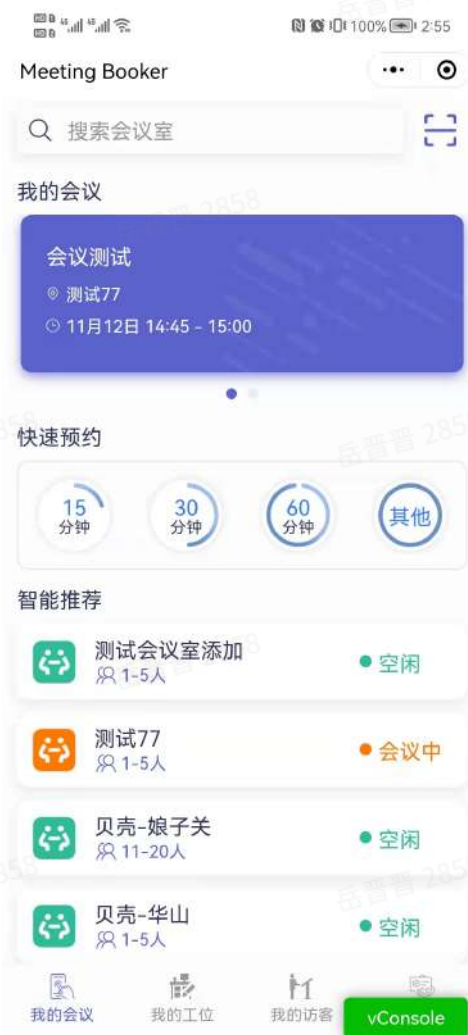 100% 2:55
Meeting Booker
搜索会议室
我的会议
会议测试
测试77
11月12日 14:45 - 15:00
快速预约
15
分钟
30
分钟
60
分钟
其他
智能推荐
测试会议室添加
1-5人
空闲
测试77
1-5人
会议中
贝壳-娘子关
11-20人
空闲
贝壳-华山
1-5人
空闲
我的会议
我的工位
我的访客
vConsole
岳晋晋 2858